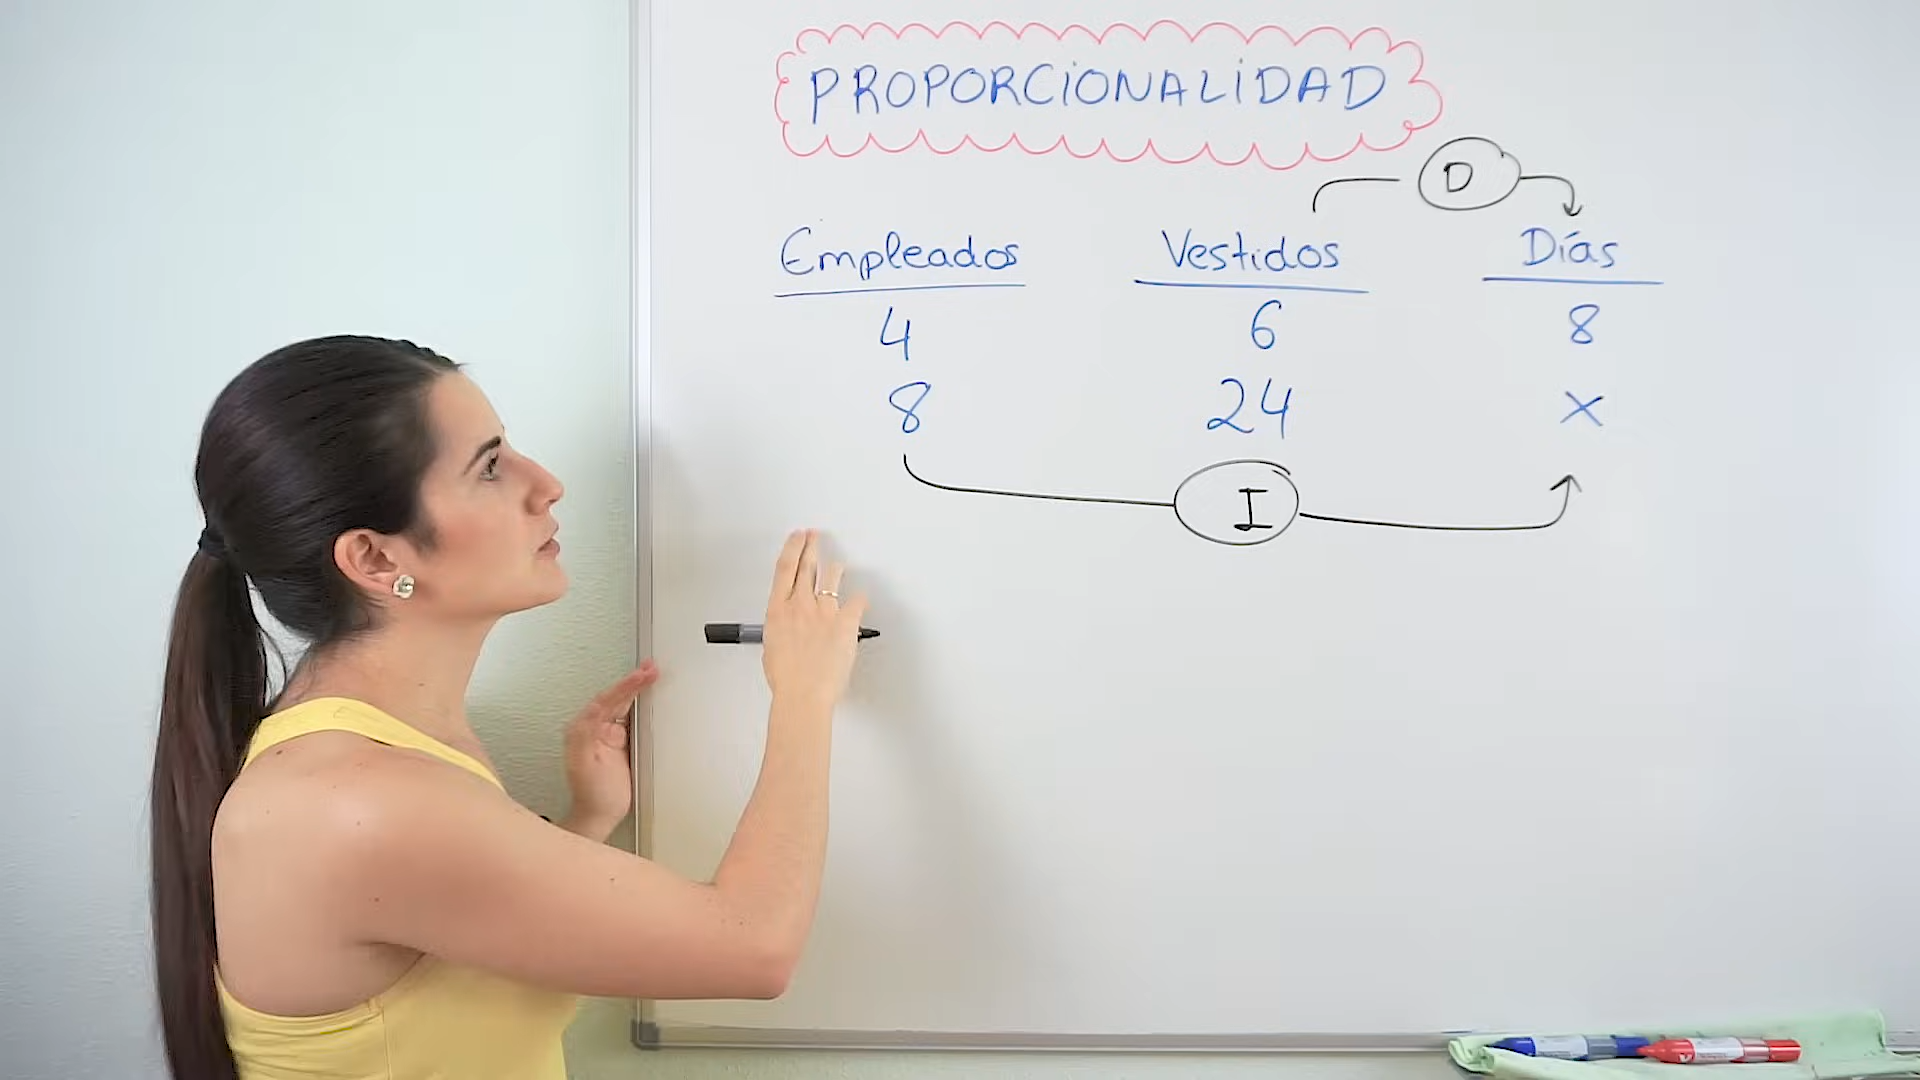 PROPORCIONALIDAD
D
Empleados Vestidos Días
4 6 8
8 24 x
I